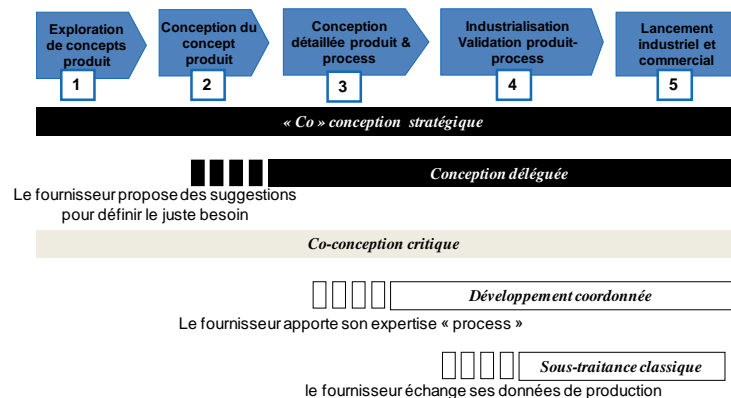 Exploration de concepts produit
1
Conception du concept produit
2
Conception détaillée produit & process
3
Industrialisation Validation produit-process
4
Lancement industriel et commercial
5
« Co » conception stratégique
Conception déléguée
Le fournisseur propose des suggestions
pour définir le juste besoin
Co-conception critique
Développement coordonnée
Le fournisseur apporte son expertise « process »
Sous-traitance classique
le fournisseur échange ses données de production